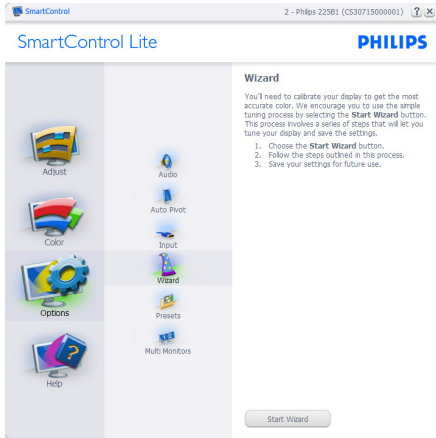 SmartControl
2 - Philips 225B1 (CS30715000001)
? X
SmartControl Lite
PHILIPS
Adjust
Color
Options
Help
Audio
Auto Pivot
Input
Wizard
Presets
Multi Monitors
Wizard
You'll need to calibrate your display to get the most
accurate color. We encourage you to use the simple
tuning process by selecting the Start Wizard button.
This process involves a series of steps that will let you
tune your display and save the settings.
1. Choose the Start Wizard button.
2. Follow the steps outlined in this process.
3. Save your settings for future use.
Start Wizard